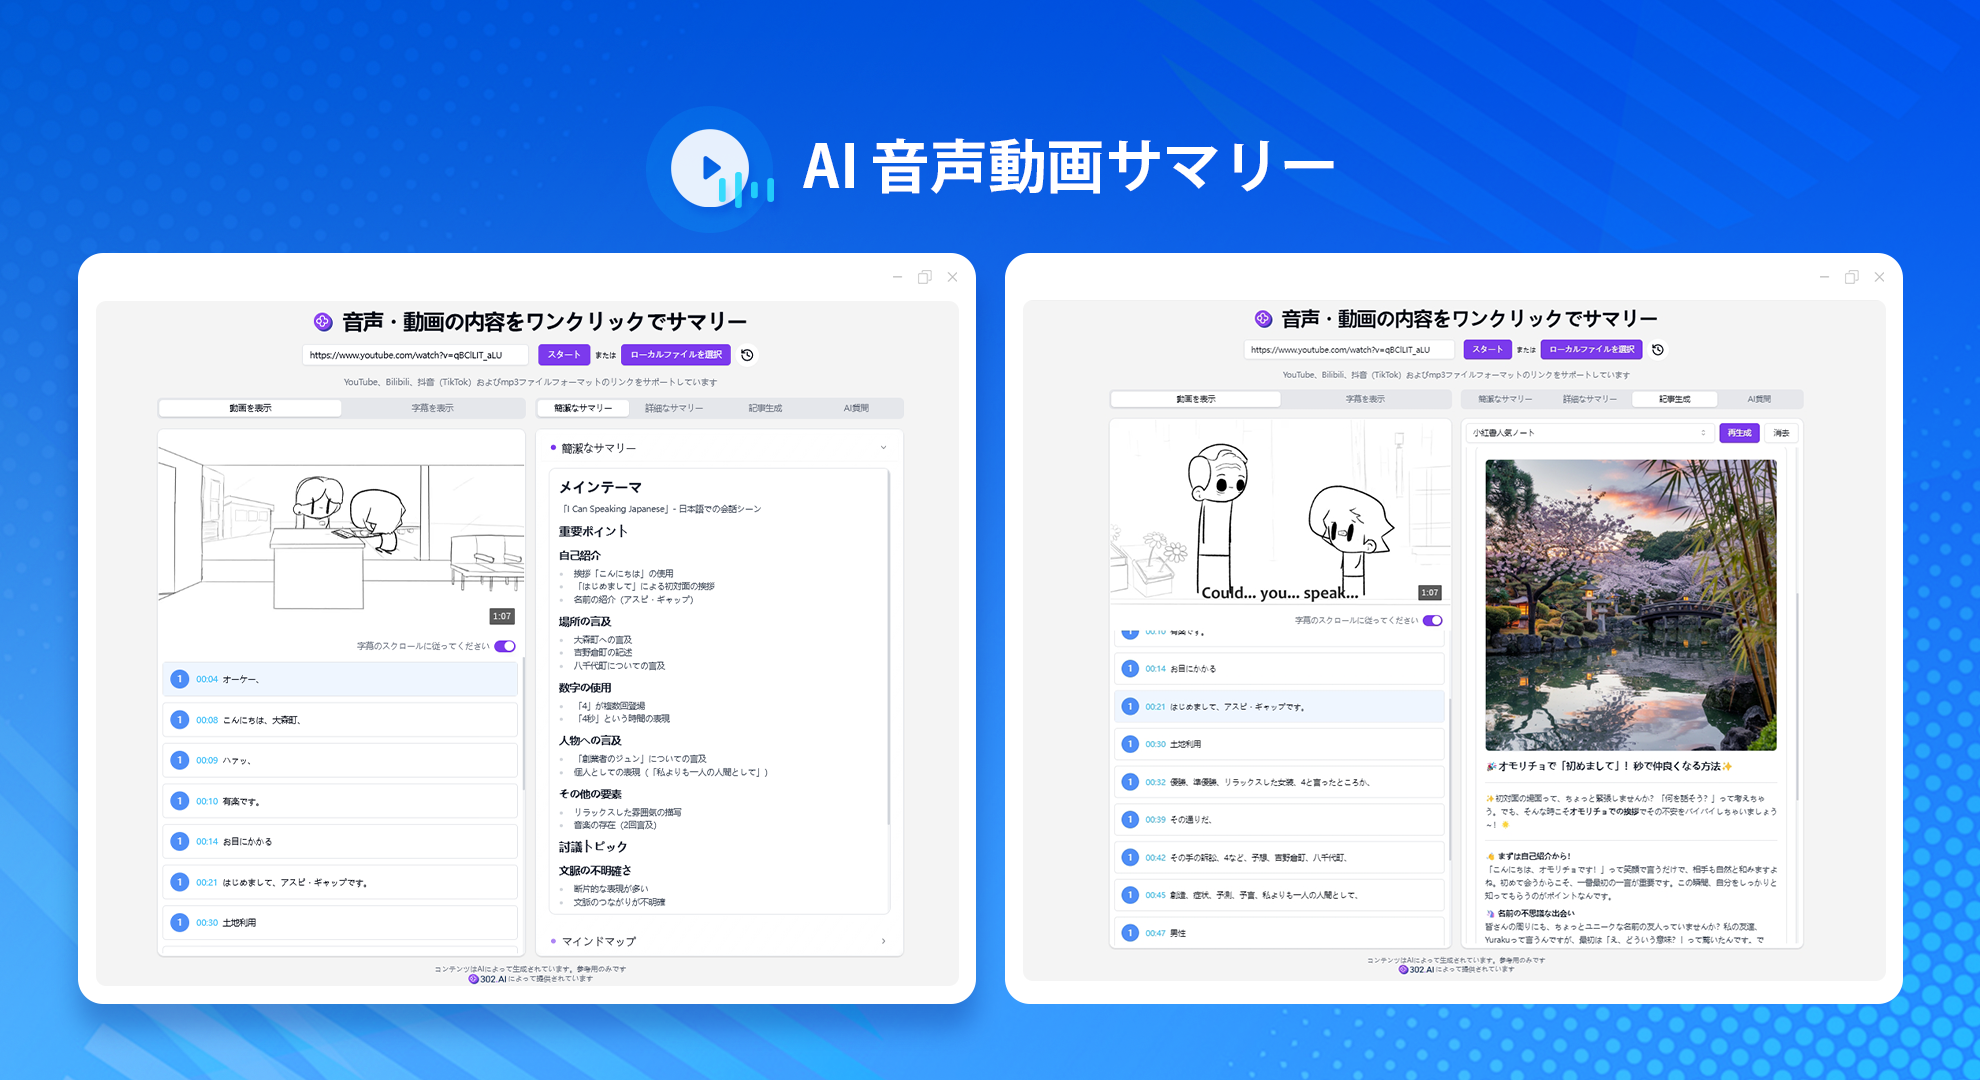 AI 音声動画サマリー
音声・動画の内容をワンクリックでサマリー
https://www.youtube.com/watch?v=qBClLIT_aLU
スタート
または
ローカルファイルを選択
YouTube、Bilibili、抖音（TikTok）およびmp3ファイルフォーマットのリンクをサポートしています
動画を表示
字幕を表示
簡潔なサマリー
詳細なサマリー
記事生成
AI質問
1:07
字幕のスクロールに従ってください
1 00:04 オーケー、
1 00:08 こんにちは、大森町、
1 00:09 ハァッ、
1 00:10 有楽です。
1 00:14 お目にかかる
1 00:21 はじめまして、アスピ・ギャップです。
1 00:30 土地利用
簡潔なサマリー
メインテーマ
「I Can Speaking Japanese」- 日本語での会話シーン
重要ポイント
自己紹介
挨拶「こんにちは」の使用
「はじめまして」による初対面の挨拶
名前の紹介（アスピ・ギャップ）
場所の言及
大森町への言及
吉野倉町の記述
八千代町についての言及
数字の使用
「4」が複数回登場
「4秒」という時間の表現
人物への言及
「創業者のジュン」についての言及
個人としての表現（「私よりも一人の人間として」）
その他の要素
リラックスした雰囲気の描写
音楽の存在（2回言及）
討議トピック
文脈の不明確さ
断片的な表現が多い
文脈のつながりが不明確
マインドマップ
コンテンツはAIによって生成されています。参考用のみです
302.AI によって提供されています
音声・動画の内容をワンクリックでサマリー
https://www.youtube.com/watch?v=qBClLIT_aLU
スタート
または
ローカルファイルを選択
YouTube、Bilibili、抖音（TikTok）およびmp3ファイルフォーマットのリンクをサポートしています
動画を表示
字幕を表示
簡潔なサマリー
詳細なサマリー
記事生成
AI質問
Could... you... speak...
1:07
字幕のスクロールに従ってください
1 00:10 有楽です。
1 00:14 お目にかかる
1 00:21 はじめまして、アスピ・ギャップです。
1 00:30 土地利用
1 00:32 優勝、準優勝、リラックスした女装、4と言ったところか、
1 00:39 その通りだ、
1 00:42 その手の訴訟、4など、予想、吉野倉町、八千代町、
1 00:45 創造、症状、予測、予言、私よりも一人の人間として、
1 00:47 男性
小红書人気ノート
再生成
消去
🎉オモリチョで「初めまして」！秒で仲良くなる方法✨
✨初対面の場面って、ちょっと緊張しませんか？「何を話そう？」って考えちゃ
う。でも、そんな時こそオモリチョでの挨拶でその不安をバイバイしちゃいましょう
～！
👋 まずは自己紹介から！
「こんにちは、オモリチョです！」って笑顔で言うだけで、相手も自然と和みますよ
ね。初めて会うからこそ、一番最初の一言が重要です。この瞬間、自分をしっかりと
知ってもらうのがポイントなんです。
名前の不思議な出会い
皆さんの周りにも、ちょっとユニークな名前の友人っていませんか？私の友達、
Yurakuって言うんですが、最初は「え、どういう意味？」って驚いたんです。で
コンテンツはAIによって生成されています。参考用のみです
302.AI によって提供されています